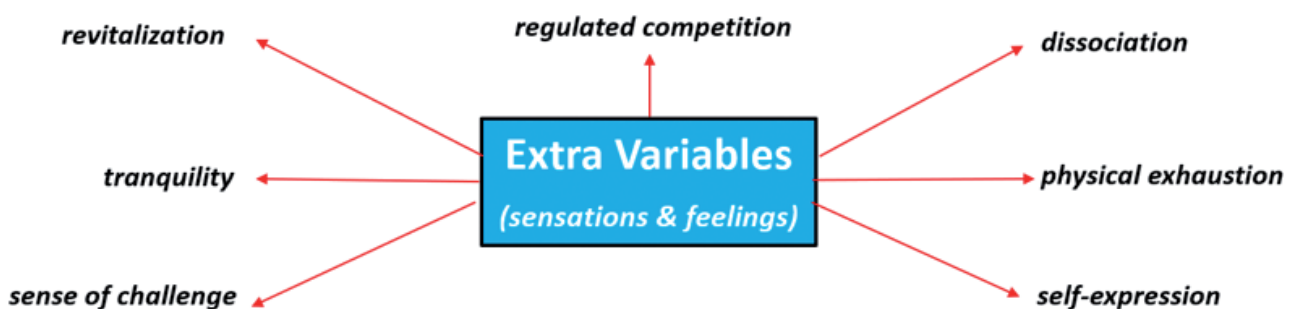 revitalization
regulated competition
dissociation
Extra Variables
(sensations & feelings)
tranquility
physical exhaustion
sense of challenge
self-expression